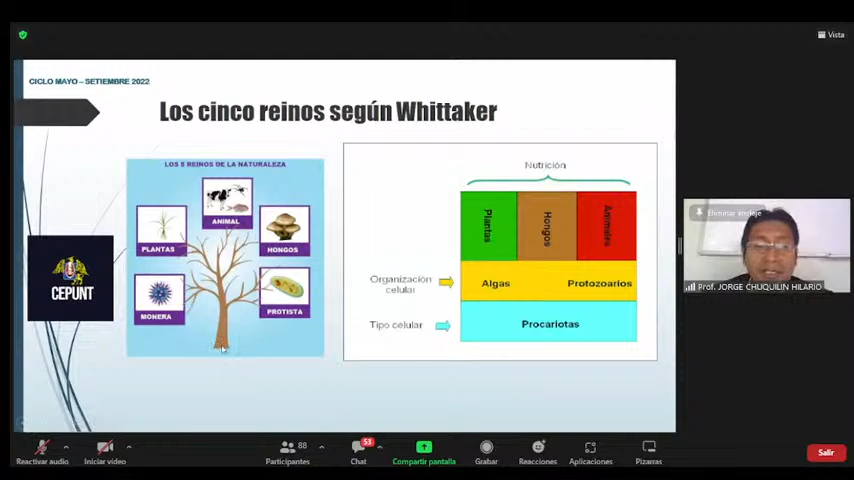 Vista
CICLO MAYO – SETIEMBRE 2022
Los cinco reinos según Whittaker
LOS 5 REINOS DE LA NATURALEZA
ANIMAL
PLANTAS
HONGOS
MONERA
PROTISTA
CEPUNT
Nutrición
Plantas
Hongos
Animales
Organización
celular
Algas
Protozoarios
Tipo celular
Procariotas
Eliminar anclaje
Prof. JORGE CHUQUILIN HILARIO
Reactivar audio
Iniciar video
88
Participantes
53
Chat
Compartir pantalla
Grabar
Reacciones
Aplicaciones
Pizarras
Salir